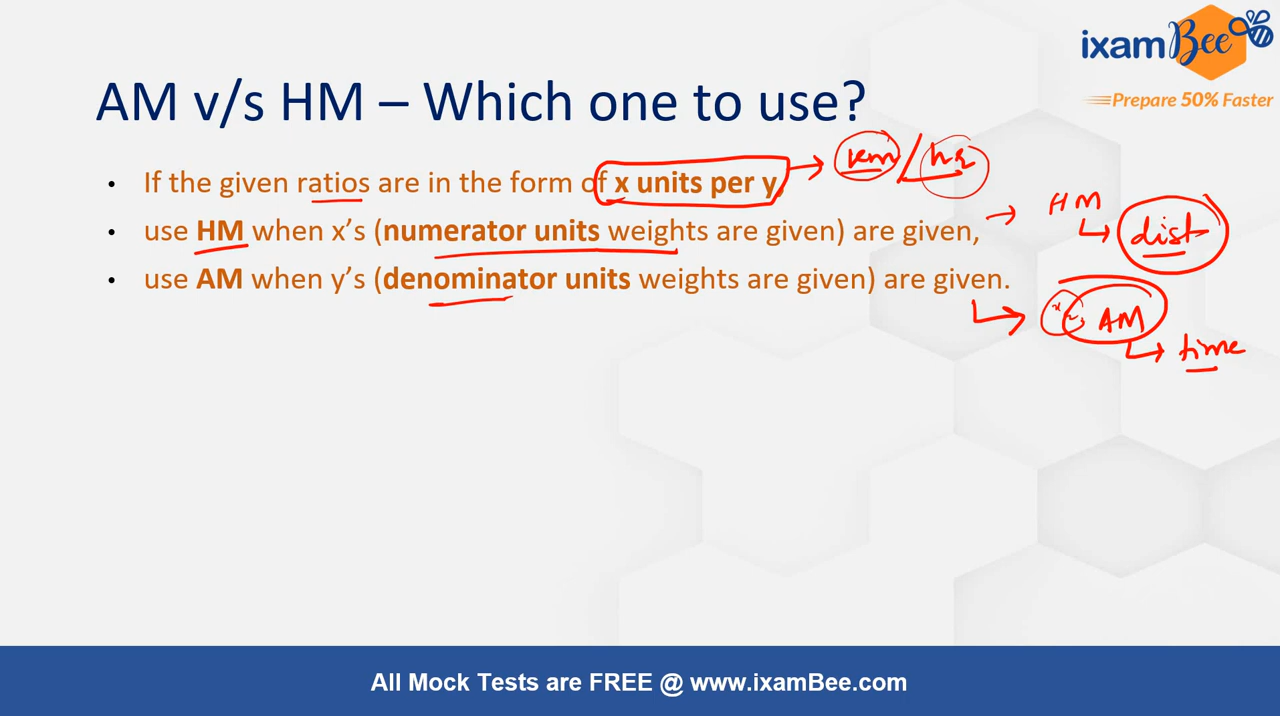 ixamBee
Prepare 50% Faster
AM v/s HM – Which one to use?
km/hr
• If the given ratios are in the form of x units per y,
HM
• use HM when x's (numerator units weights are given) are given,
dist
• use AM when y's (denominator units weights are given) are given.
AM
time
All Mock Tests are FREE @ www.ixamBee.com